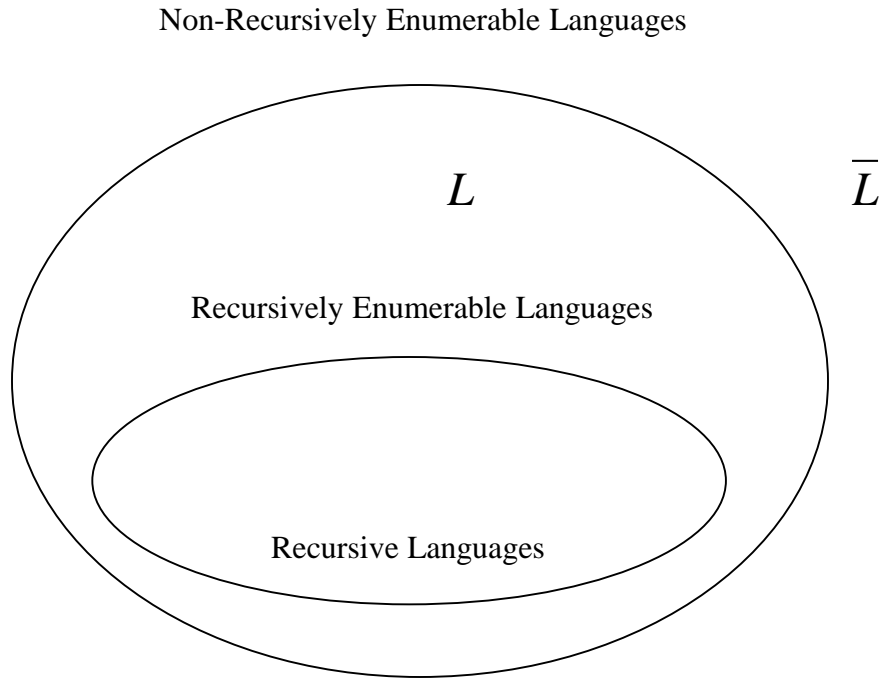 Non-Recursively Enumerable Languages
L
L̅
Recursively Enumerable Languages
Recursive Languages